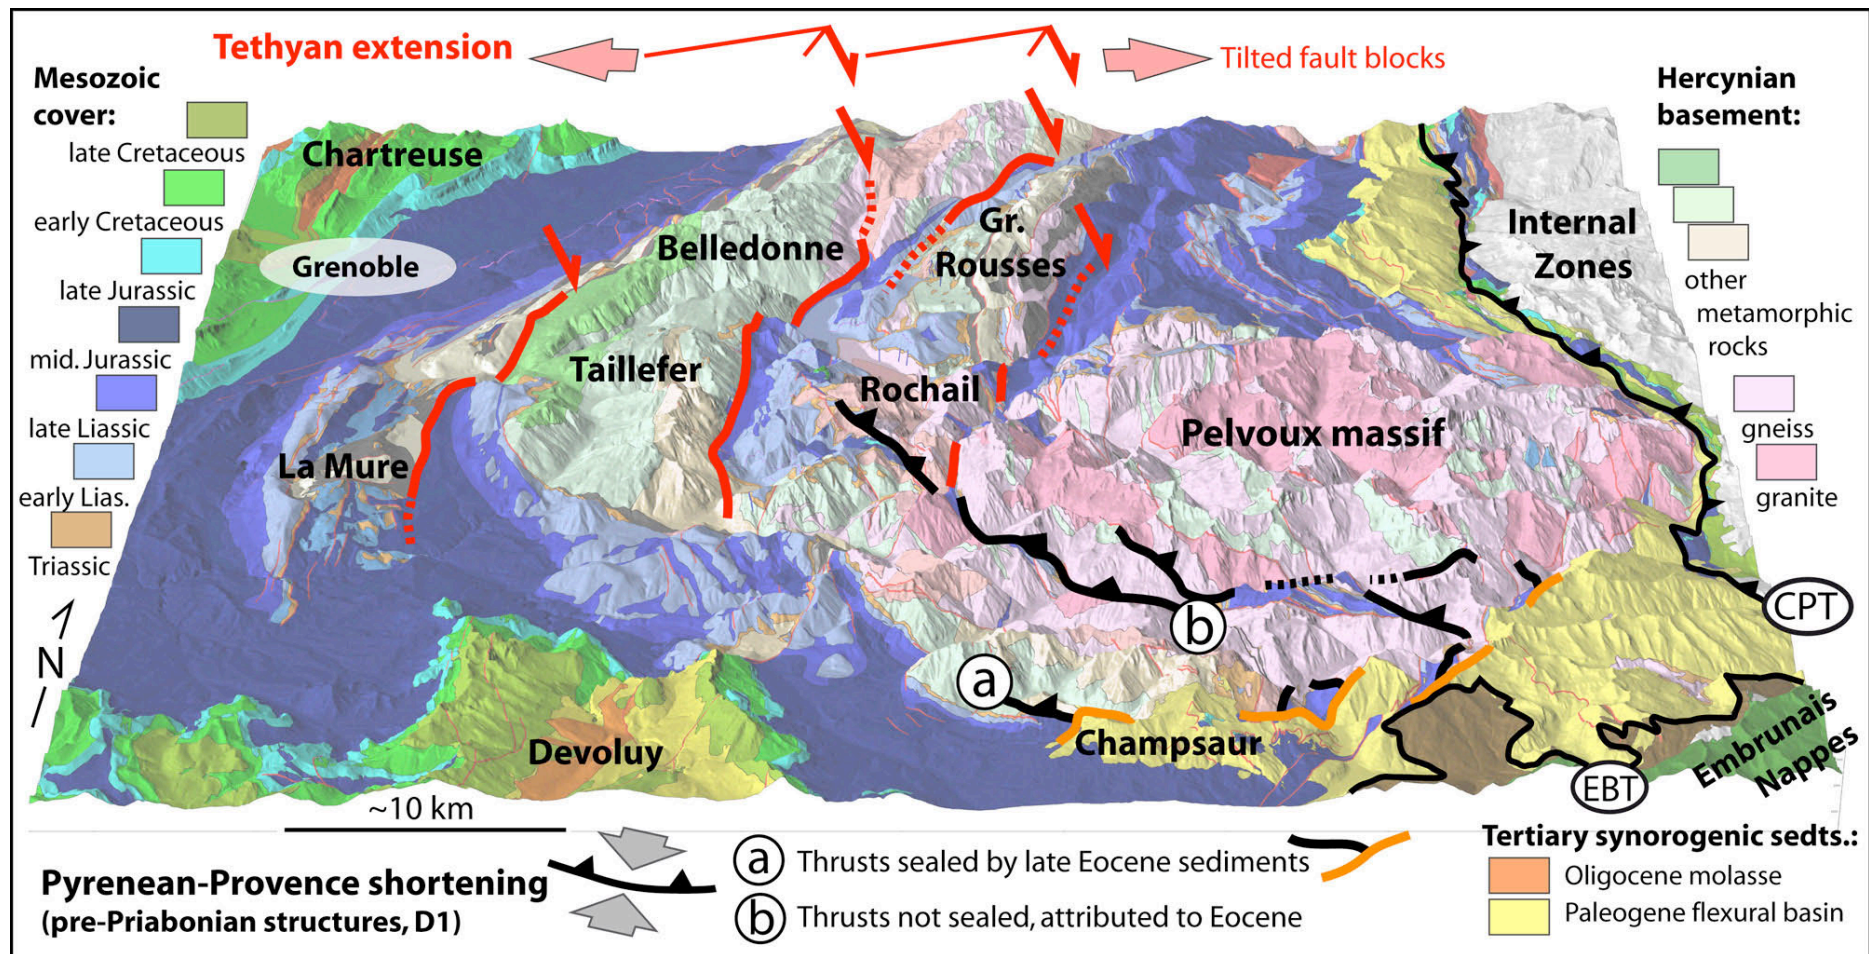 Tethyan extension
Tilted fault blocks
Mesozoic
cover:
late Cretaceous
early Cretaceous
late Jurassic
mid. Jurassic
late Liassic
early Lias.
Triassic
Hercynian
basement:
other
metamorphic
rocks
gneiss
granite
Chartreuse
Grenoble
Belledonne
Gr.
Rousses
Internal
Zones
Taillefer
Rochail
Pelvoux massif
La Mure
CPT
b
a
N
Devoluy
Champsaur
EBT
Embrunais
Nappes
~10 km
Pyrenean-Provence shortening
(pre-Priabonian structures, D1)
a Thrusts sealed by late Eocene sediments
b Thrusts not sealed, attributed to Eocene
Tertiary synorogenic sedts.:
Oligocene molasse
Paleogene flexural basin